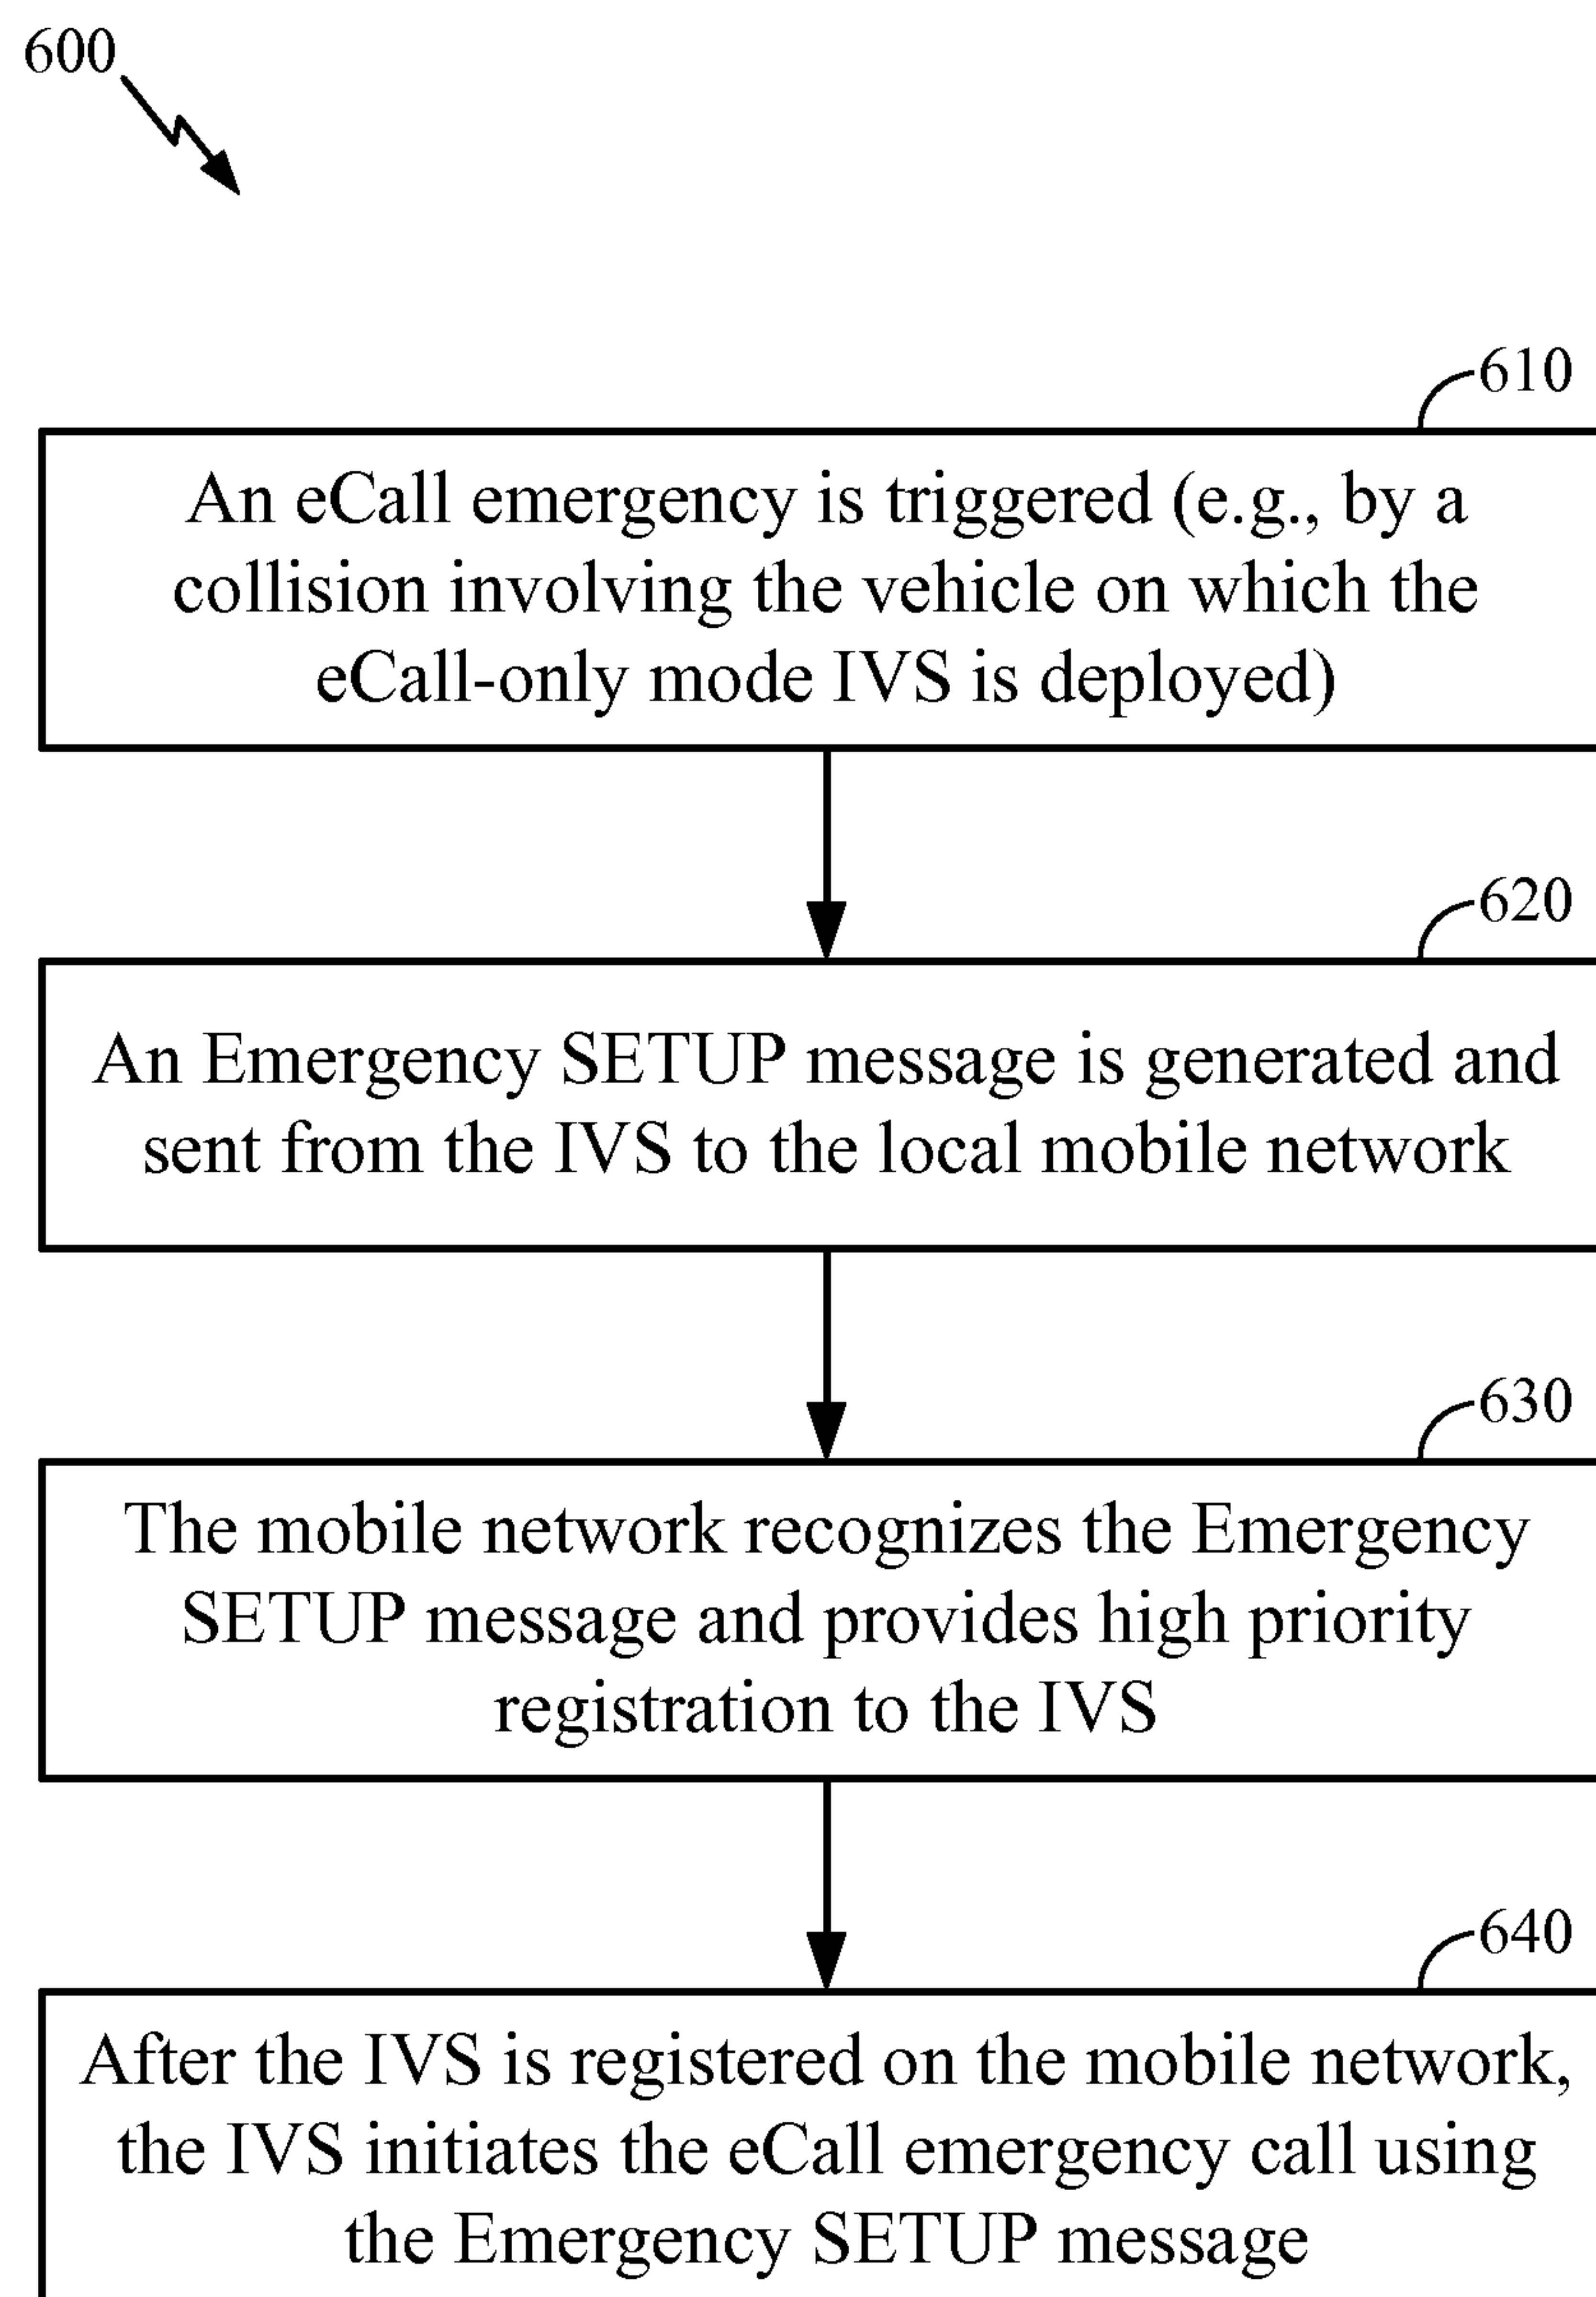 600
610
An eCall emergency is triggered (e.g., by a
collision involving the vehicle on which the
eCall-only mode IVS is deployed)
620
An Emergency SETUP message is generated and
sent from the IVS to the local mobile network
630
The mobile network recognizes the Emergency
SETUP message and provides high priority
registration to the IVS
640
After the IVS is registered on the mobile network,
the IVS initiates the eCall emergency call using
the Emergency SETUP message